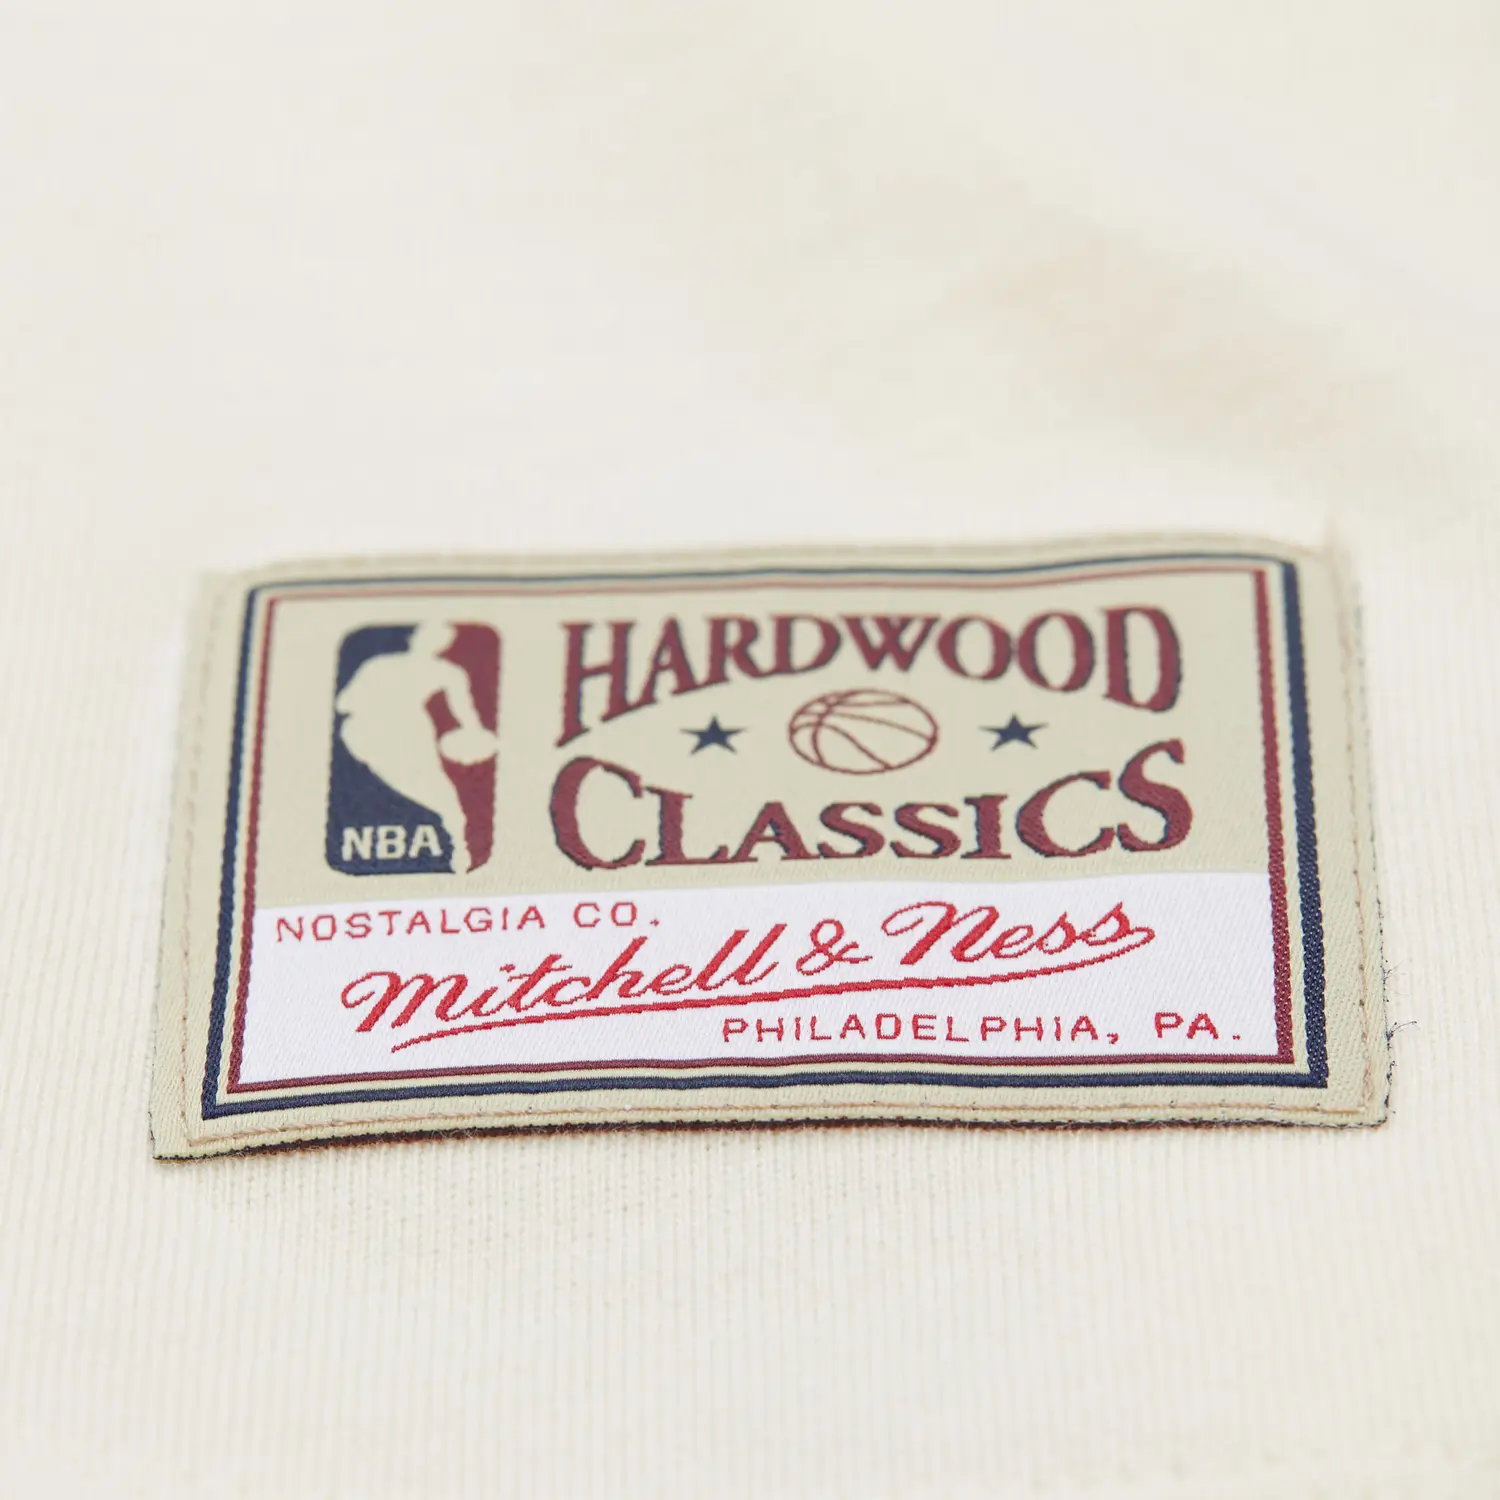 NBA
HARDWOOD
CLASSICS
NOSTALGIA CO.
Mitchell & Ness
PHILADELPHIA, PA.